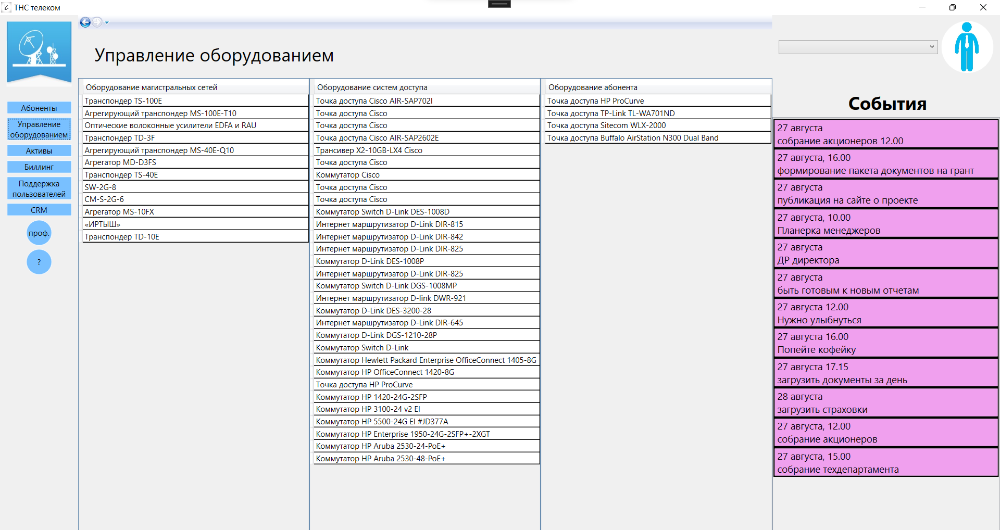 ТНС телеком
Управление оборудованием
Абоненты
Управление
оборудованием
Активы
Биллинг
Поддержка
пользователей
CRM
проф.
?
Оборудование магистральных сетей
Транспондер TS-100E
Агрегирующий транспондер MS-100E-T10
Оптические волоконные усилители EDFA и RAU
Транспондер TD-3F
Агрегирующий транспондер MS-40E-Q10
Агрегатор MD-D3FS
Транспондер TS-40E
SW-2G-8
CM-S-2G-6
Агрегатор MS-10FX
«ИРТЫШ»
Транспондер TD-10E
Оборудование систем доступа
Точка доступа Cisco AIR-SAP702I
Точка доступа Cisco
Точка доступа Cisco
Точка доступа Cisco AIR-SAP2602E
Трансивер X2-10GB-LX4 Cisco
Точка доступа Cisco
Коммутатор Cisco
Точка доступа Cisco
Точка доступа Cisco
Коммутатор Switch D-Link DES-1008D
Интернет маршрутизатор D-Link DIR-815
Интернет маршрутизатор D-Link DIR-842
Интернет маршрутизатор D-Link DIR-825
Коммутатор D-Link DES-1008P
Интернет маршрутизатор D-Link DIR-825
Коммутатор Switch D-Link DGS-1008MP
Интернет маршрутизатор D-link DWR-921
Коммутатор D-Link DES-3200-28
Интернет маршрутизатор D-Link DIR-645
Коммутатор D-Link DGS-1210-28P
Коммутатор Switch D-Link
Коммутатор Hewlett Packard Enterprise OfficeConnect 1405-8G
Коммутатор HP OfficeConnect 1420-8G
Точка доступа HP ProCurve
Коммутатор HP 1420-24G-2SFP
Коммутатор HP 3100-24 v2 EI
Коммутатор HP 5500-24G EI #JD377A
Коммутатор HP Enterprise 1950-24G-2SFP+-2XGT
Коммутатор HP Aruba 2530-24-PoE+
Коммутатор HP Aruba 2530-48-PoE+
Оборудование абонента
Точка доступа HP ProCurve
Точка доступа TP-Link TL-WA701ND
Точка доступа Sitecom WLX-2000
Точка доступа Buffalo AirStation N300 Dual Band
События
27 августа
собрание акционеров 12.00
27 августа, 16.00
формирование пакета документов на грант
27 августа
публикация на сайте о проекте
27 августа, 10.00
Планерка менеджеров
27 августа
ДР директора
27 августа
быть готовым к новым отчетам
27 августа 12.00
Нужно улыбнуться
27 августа 16.00
Попейте кофейку
27 августа 17.15
загрузить документы за день
28 августа
загрузить страховки
27 августа, 12.00
собрание акционеров
27 августа, 15.00
собрание техдепартамента